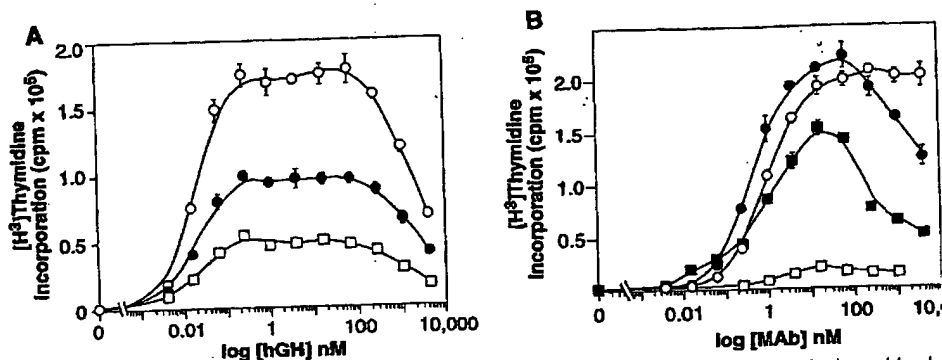 A
2.0
1.5
1.0
0.5
0
[H³]Thymidine
Incorporation (cpm x 10⁵)
0
0.01
1
100
10,000
log [hGH] nM
B
2.0
1.5
1.0
0.5
[H³]Thymidine
Incorporation (cpm x 10⁵)
0
0.01
1
100
10,0
log [MAb] nM